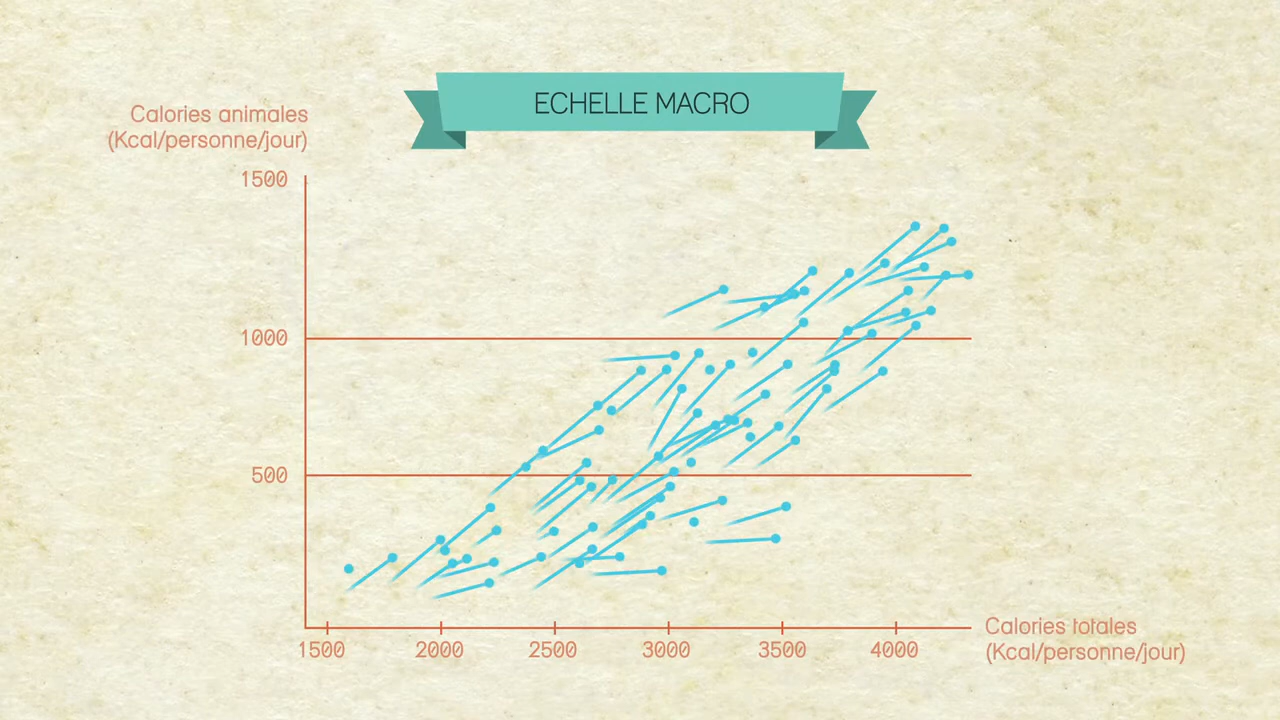 ECHELLE MACRO
Calories animales
(Kcal/personne/jour)
1500
1000
500
1500
2000
2500
3000
3500
4000
Calories totales
(Kcal/personne/jour)